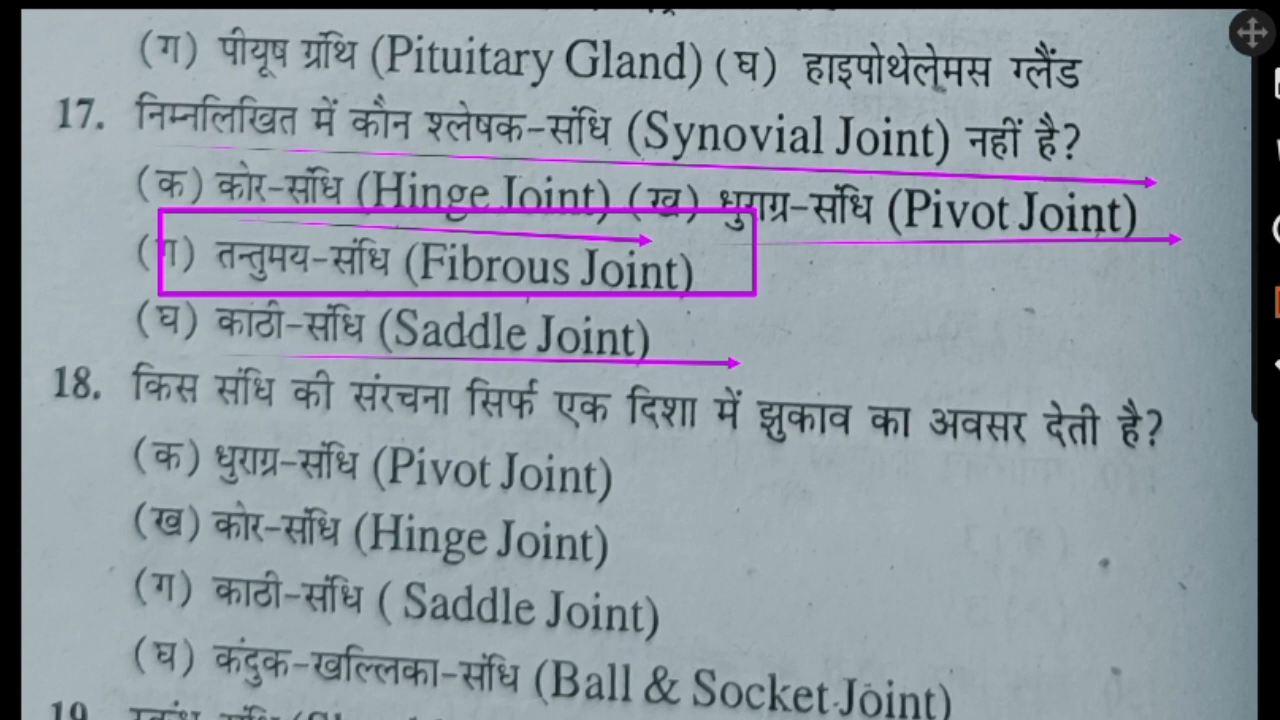 (ग) पीयूष ग्रंथि (Pituitary Gland) (घ) हाइपोथेलेमस ग्लैंड
17. निम्नलिखित में कौन श्लेषक-संधि (Synovial Joint) नहीं है?
(क) कोर-संधि (Hinge Joint) (ख) धुराग्र-संधि (Pivot Joint)
(ग) तन्तुमय-संधि (Fibrous Joint)
(घ) काठी-संधि (Saddle Joint)
18. किस संधि की संरचना सिर्फ एक दिशा में झुकाव का अवसर देती है?
(क) धुराग्र-संधि (Pivot Joint)
(ख) कोर-संधि (Hinge Joint)
(ग) काठी-संधि ( Saddle Joint)
(घ) कंदुक-खल्लिका-संधि (Ball & Socket Joint)
19.